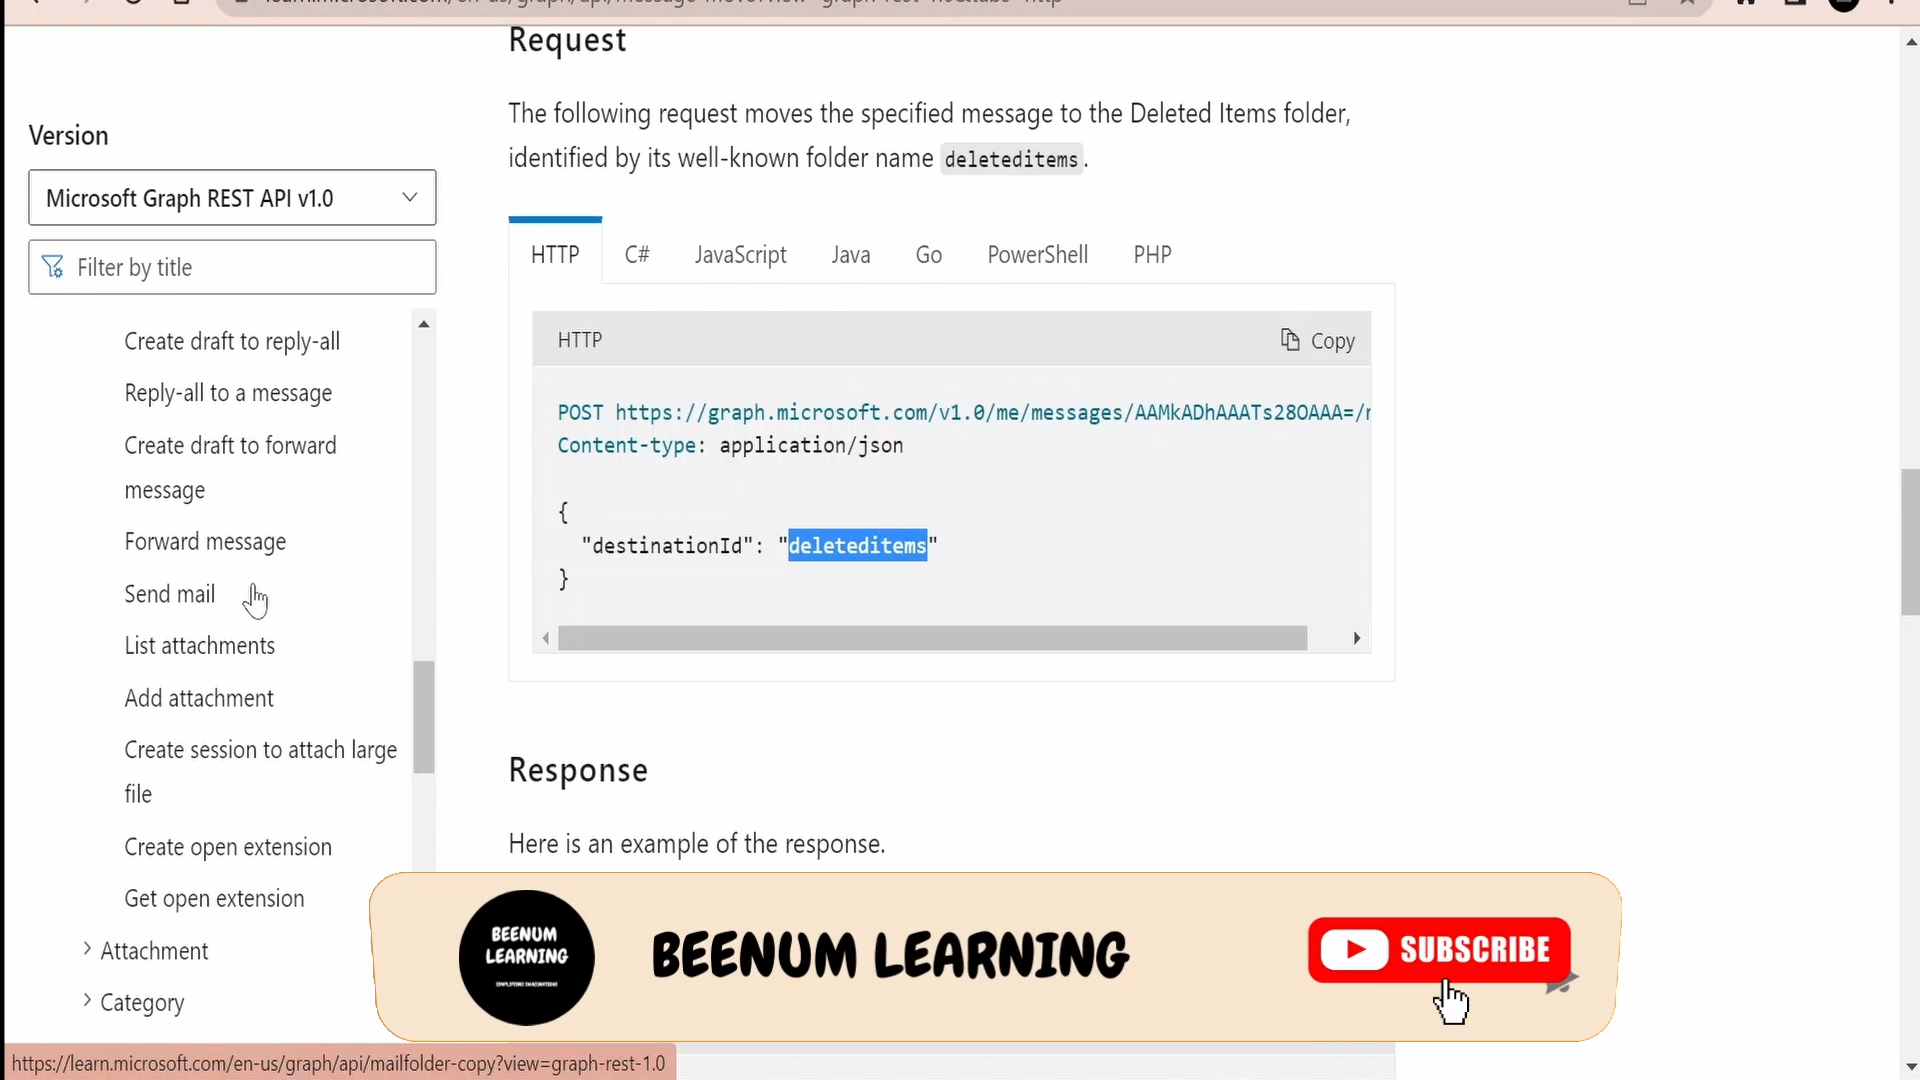 Request
The following request moves the specified message to the Deleted Items folder,
identified by its well-known folder name deleteditems.
Version
Microsoft Graph REST API v1.0
Filter by title
Create draft to reply-all
Reply-all to a message
Create draft to forward
message
Forward message
Send mail
List attachments
Add attachment
Create session to attach large
file
Create open extension
Get open extension
Attachment
Category
HTTP C# JavaScript Java Go PowerShell PHP
HTTP
Copy
POST https://graph.microsoft.com/v1.0/me/messages/AAMkADhAAATs28OAAA=/
Content-type: application/json
{
"destinationId": "deleteditems"
}
Response
Here is an example of the response.
BEENUM
LEARNING
BEENUM LEARNING
SUBSCRIBE
https://learn.microsoft.com/en-us/graph/api/mailfolder-copy?view=graph-rest-1.0